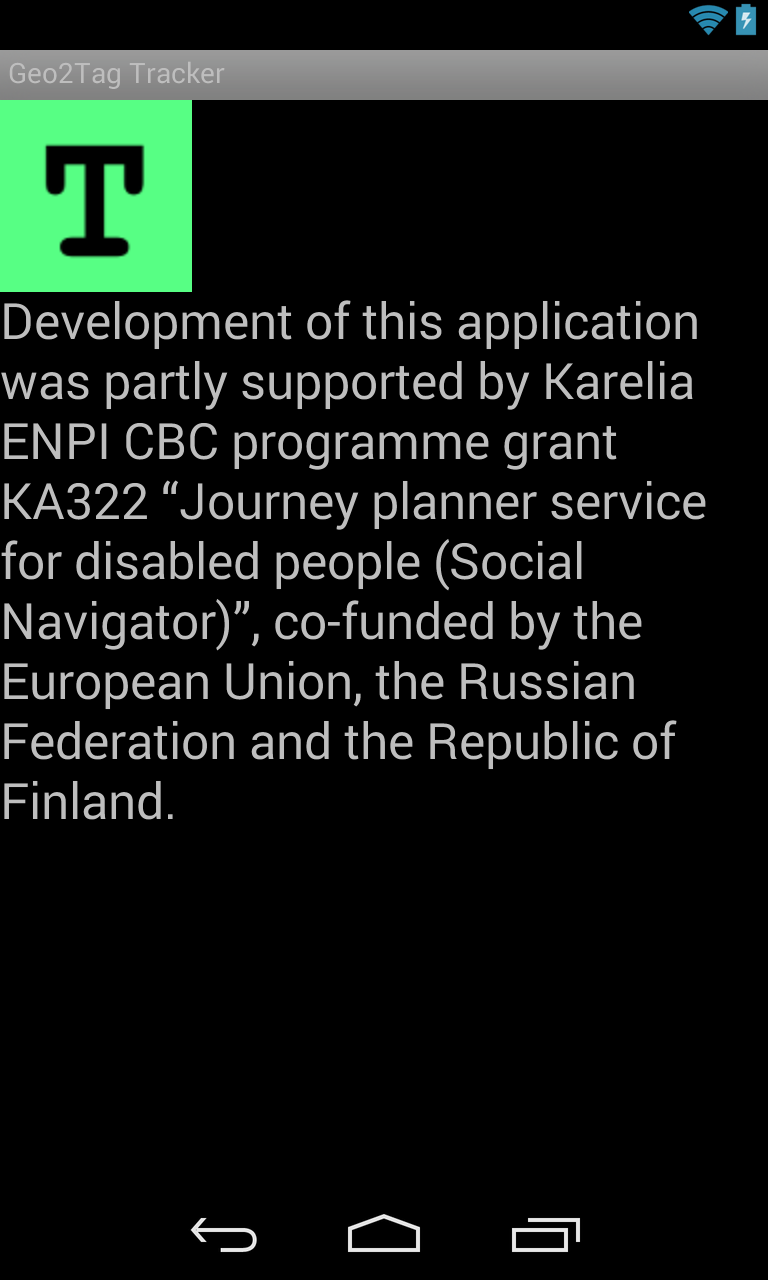 Geo2Tag Tracker
T
Development of this application
was partly supported by Karelia
ENPI CBC programme grant
KA322 “Journey planner service
for disabled people (Social
Navigator)”, co-funded by the
European Union, the Russian
Federation and the Republic of
Finland.